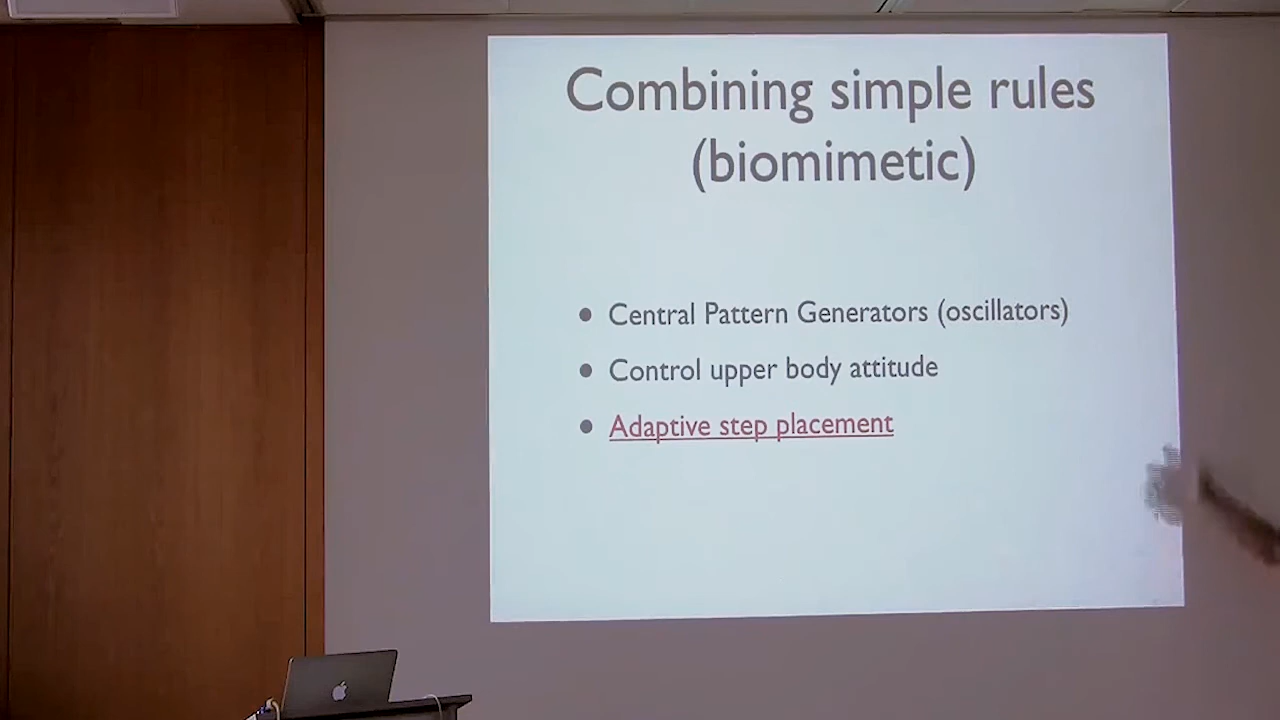 Combining simple rules
(biomimetic)
• Central Pattern Generators (oscillators)
• Control upper body attitude
• Adaptive step placement